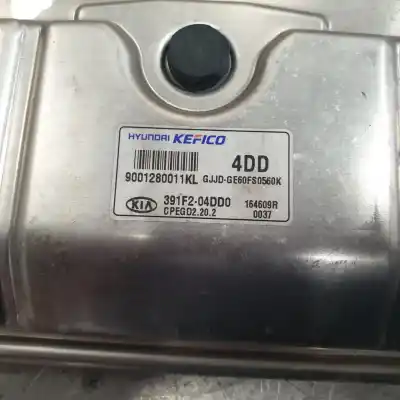 HYUNDAI KEFICO
4DD
9001280011KL GJJD-GE60FS0560K
KIA 391F2-04DD0 164609R
CPEGD2.20.2 0037